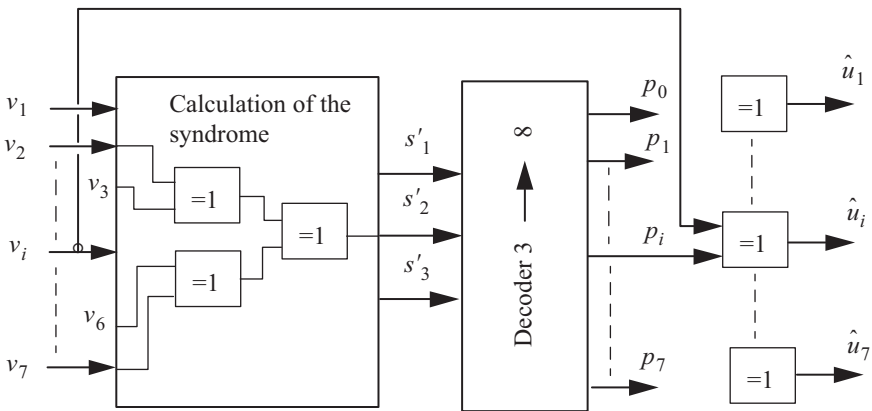 Calculation of the
syndrome
v₁
v₂
v₃
vᵢ
v₆
v₇
=1
=1
=1
s′₁
s′₂
s′₃
Decoder 3 8
p₀
p₁
pᵢ
p₇
=1
=1
=1
û₁
ûᵢ
û₇